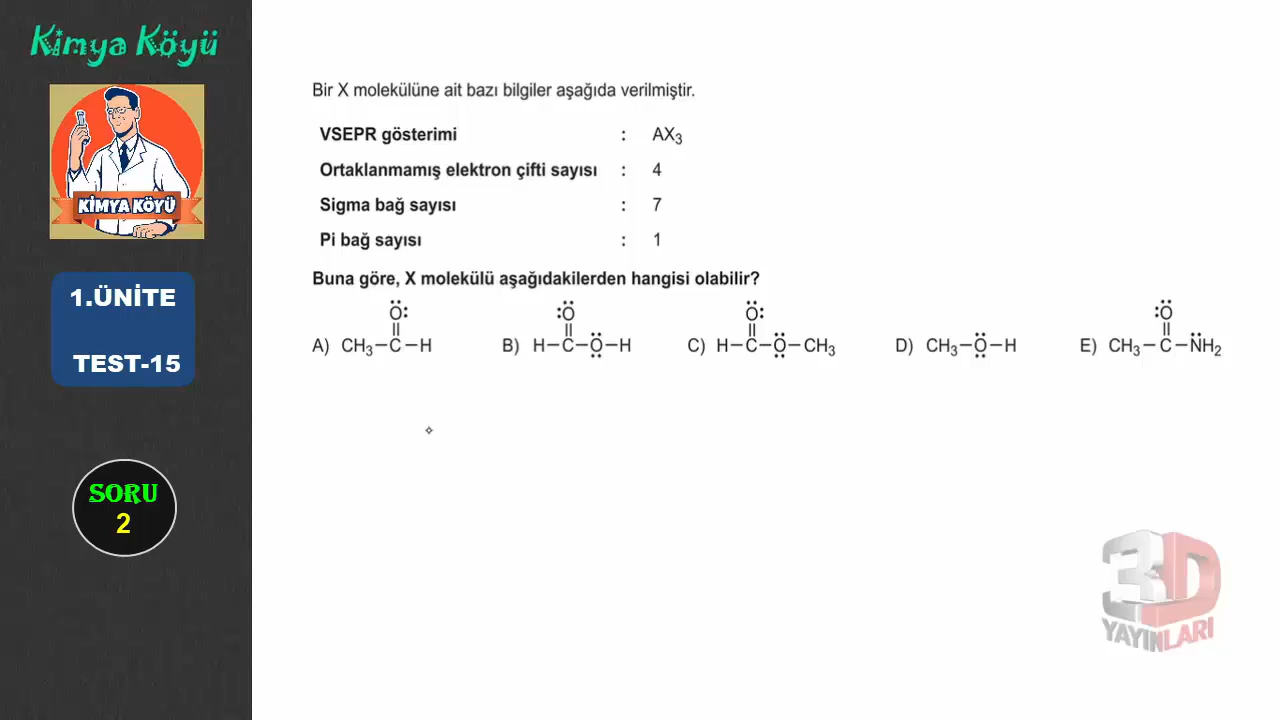 Kimya Köyü
KİMYA KÖYÜ
1.ÜNİTE
TEST-15
SORU
2
Bir X molekülüne ait bazı bilgiler aşağıda verilmiştir.
VSEPR gösterimi : AX₃
Ortaklanmamış elektron çifti sayısı : 4
Sigma bağ sayısı : 7
Pi bağ sayısı : 1
Buna göre, X molekülü aşağıdakilerden hangisi olabilir?
Ö: :Ö Ö: :Ö
|| || || ||
A) CH₃–C–H B) H–C–Ö–H C) H–C–Ö–CH₃ D) CH₃–Ö–H E) CH₃–C–N̈H₂
3D
YAYINLARI